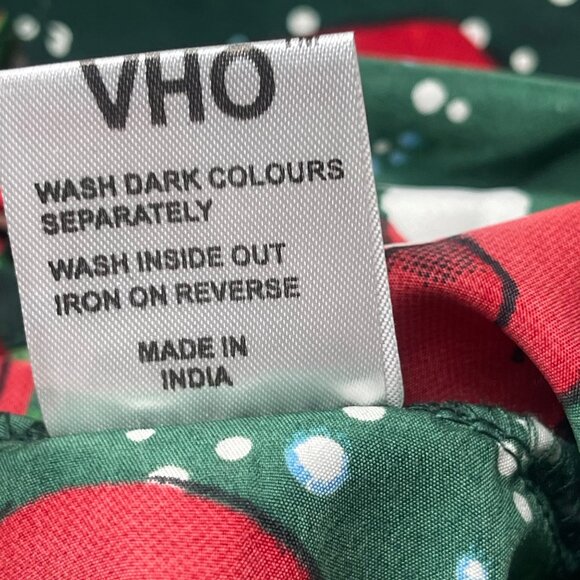 VHO
WASH DARK COLOURS
SEPARATELY
WASH INSIDE OUT
IRON ON REVERSE
MADE IN
INDIA